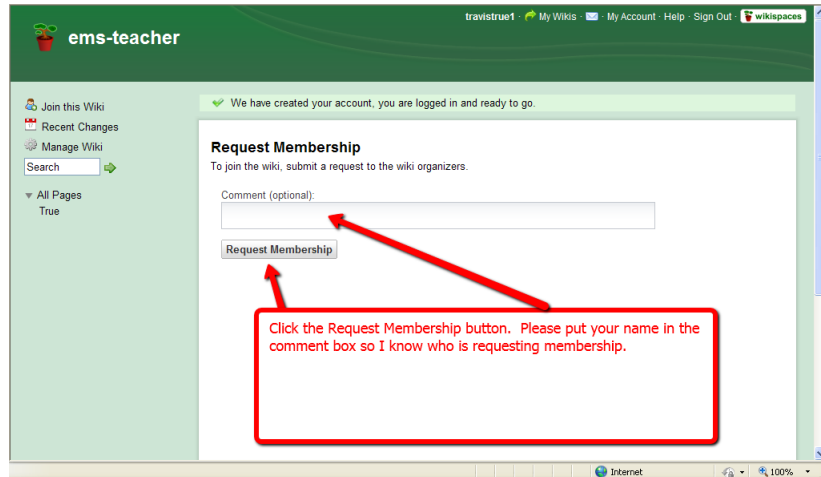 travistrue1 · My Wikis · · My Account · Help · Sign Out · wikispaces
ems-teacher
Join this Wiki
Recent Changes
Manage Wiki
Search
All Pages
True
We have created your account, you are logged in and ready to go.
Request Membership
To join the wiki, submit a request to the wiki organizers.
Comment (optional):
Request Membership
Click the Request Membership button.  Please put your name in the
comment box so I know who is requesting membership.
Internet
100%